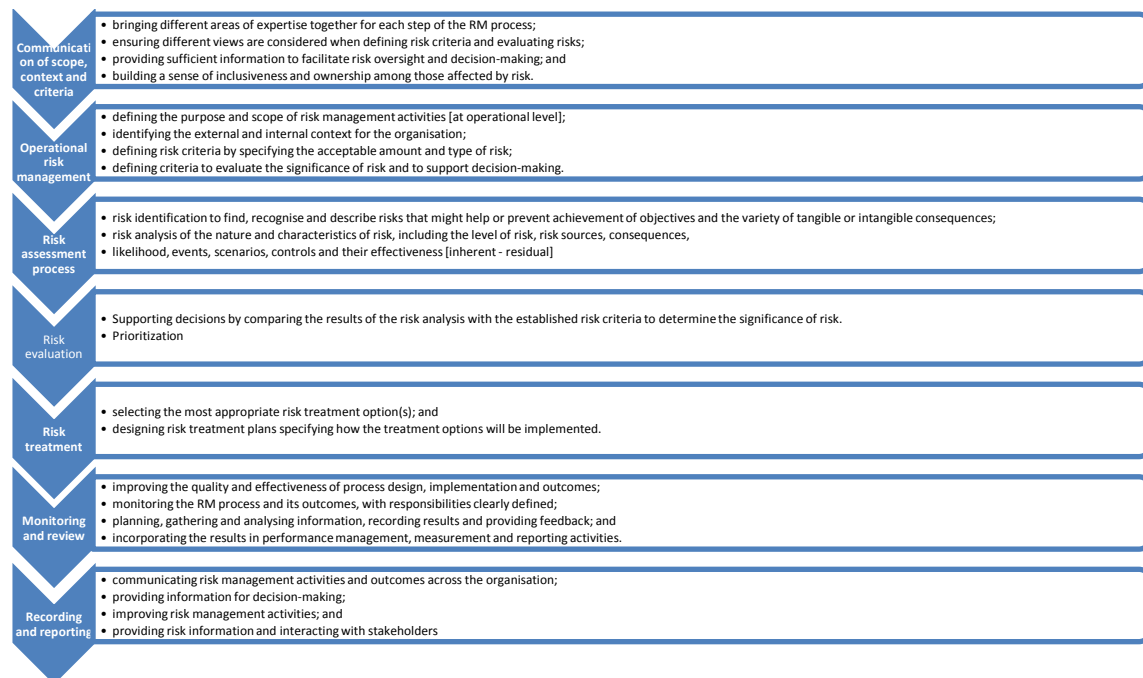 Communicati
on of scope,
context and
criteria
• bringing different areas of expertise together for each step of the RM process;
• ensuring different views are considered when defining risk criteria and evaluating risks;
• providing sufficient information to facilitate risk oversight and decision-making; and
• building a sense of inclusiveness and ownership among those affected by risk.
Operational
risk
management
• defining the purpose and scope of risk management activities [at operational level];
• identifying the external and internal context for the organisation;
• defining risk criteria by specifying the acceptable amount and type of risk;
• defining criteria to evaluate the significance of risk and to support decision-making.
Risk
assessment
process
• risk identification to find, recognise and describe risks that might help or prevent achievement of objectives and the variety of tangible or intangible consequences;
• risk analysis of the nature and characteristics of risk, including the level of risk, risk sources, consequences,
• likelihood, events, scenarios, controls and their effectiveness [inherent - residual]
Risk
evaluation
• Supporting decisions by comparing the results of the risk analysis with the established risk criteria to determine the significance of risk.
• Prioritization
Risk
treatment
• selecting the most appropriate risk treatment option(s); and
• designing risk treatment plans specifying how the treatment options will be implemented.
Monitoring
and review
• improving the quality and effectiveness of process design, implementation and outcomes;
• monitoring the RM process and its outcomes, with responsibilities clearly defined;
• planning, gathering and analysing information, recording results and providing feedback; and
• incorporating the results in performance management, measurement and reporting activities.
Recording
and reporting
• communicating risk management activities and outcomes across the organisation;
• providing information for decision-making;
• improving risk management activities; and
• providing risk information and interacting with stakeholders